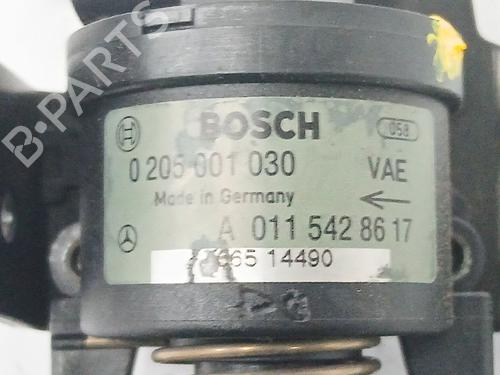 B-PARTS
BOSCH
058
0 205 001 030
VAE
Made in Germany
A 011 542 86 17
65 14490